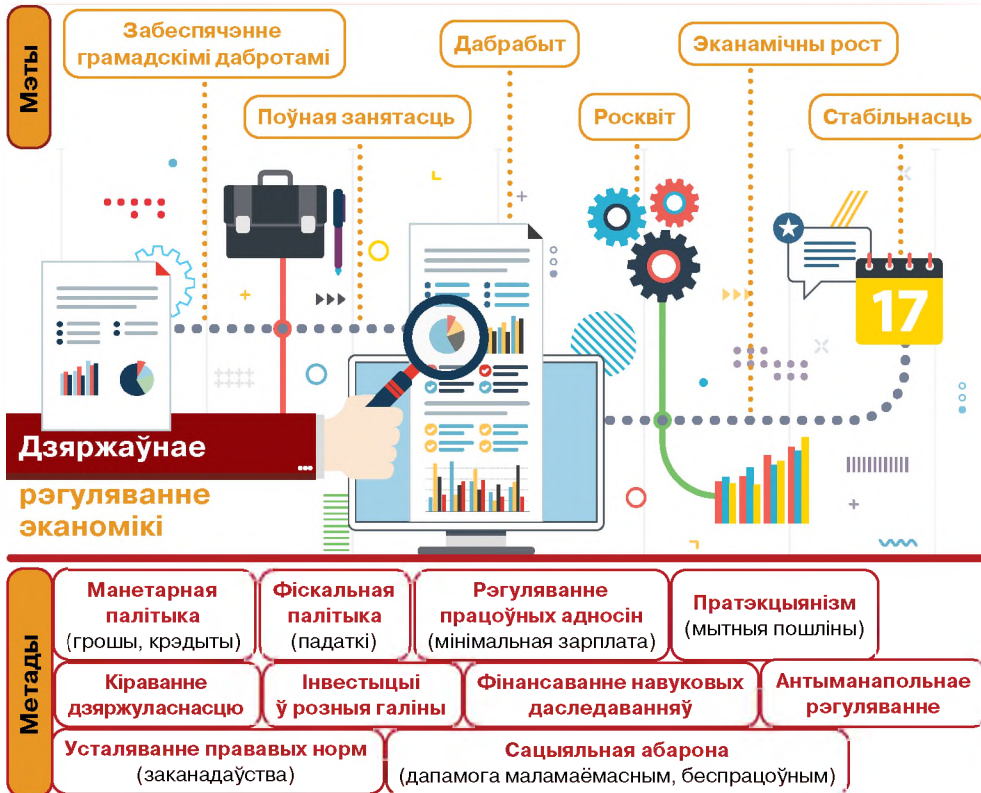 Мэты
Забеспячэнне
грамадскімі дабротамі
Дабрабыт
Эканамічны рост
Поўная занятасць
Росквіт
Стабільнасць
17
Дзяржаўнае
рэгуляванне
эканомікі
Метады
Манетарная
палітыка
(грошы, крэдыты)
Фіскальная
палітыка
(падаткі)
Рэгуляванне
працоўных адносін
(мінімальная зарплата)
Пратэкцыянізм
(мытныя пошліны)
Кіраванне
дзяржуласнасцю
Інвестыцыі
ў розныя галіны
Фінансаванне навуковых
даследаванняў
Антыманапольнае
рэгуляванне
Усталяванне прававых норм
(заканадаўства)
Сацыяльная абарона
(дапамога маламаёмасным, беспрацоўным)